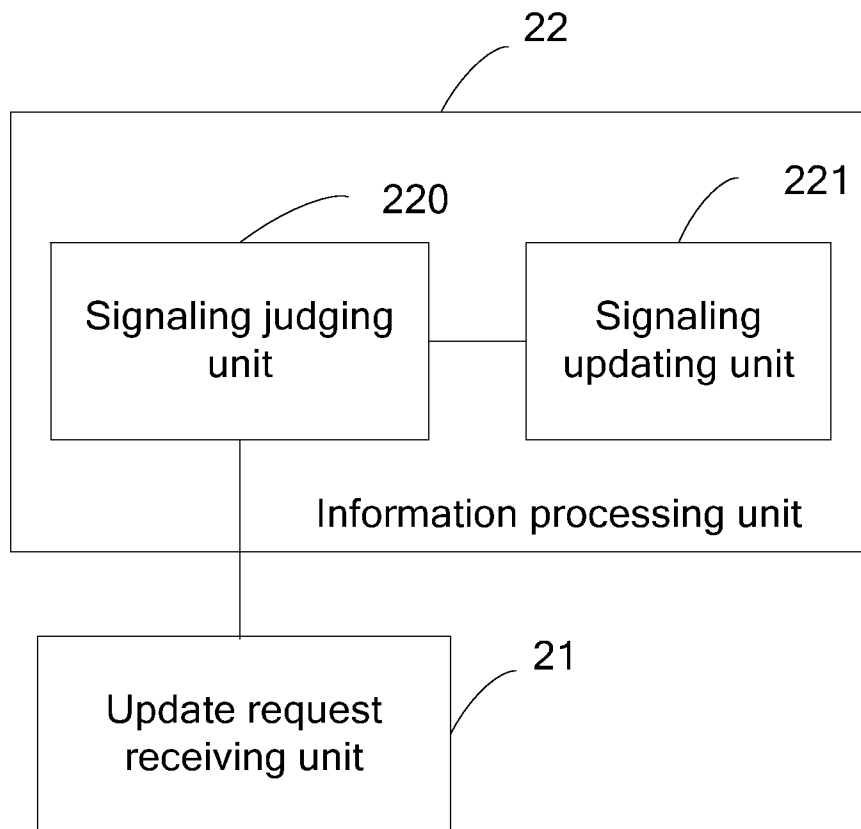 22
220
221
Signaling judging
unit
Signaling
updating unit
Information processing unit
21
Update request
receiving unit